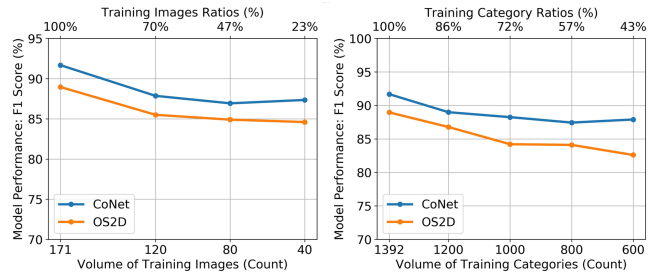 Training Images Ratios (%)
100% 70% 47% 23%
Model Performance: F1 Score (%)
95
90
85
80
75
70
CoNet
OS2D
171 120 80 40
Volume of Training Images (Count)
Training Category Ratios (%)
100% 86% 72% 57% 43%
Model Performance: F1 Score (%)
100
95
90
85
80
75
70
CoNet
OS2D
1392 1200 1000 800 600
Volume of Training Categories (Count)